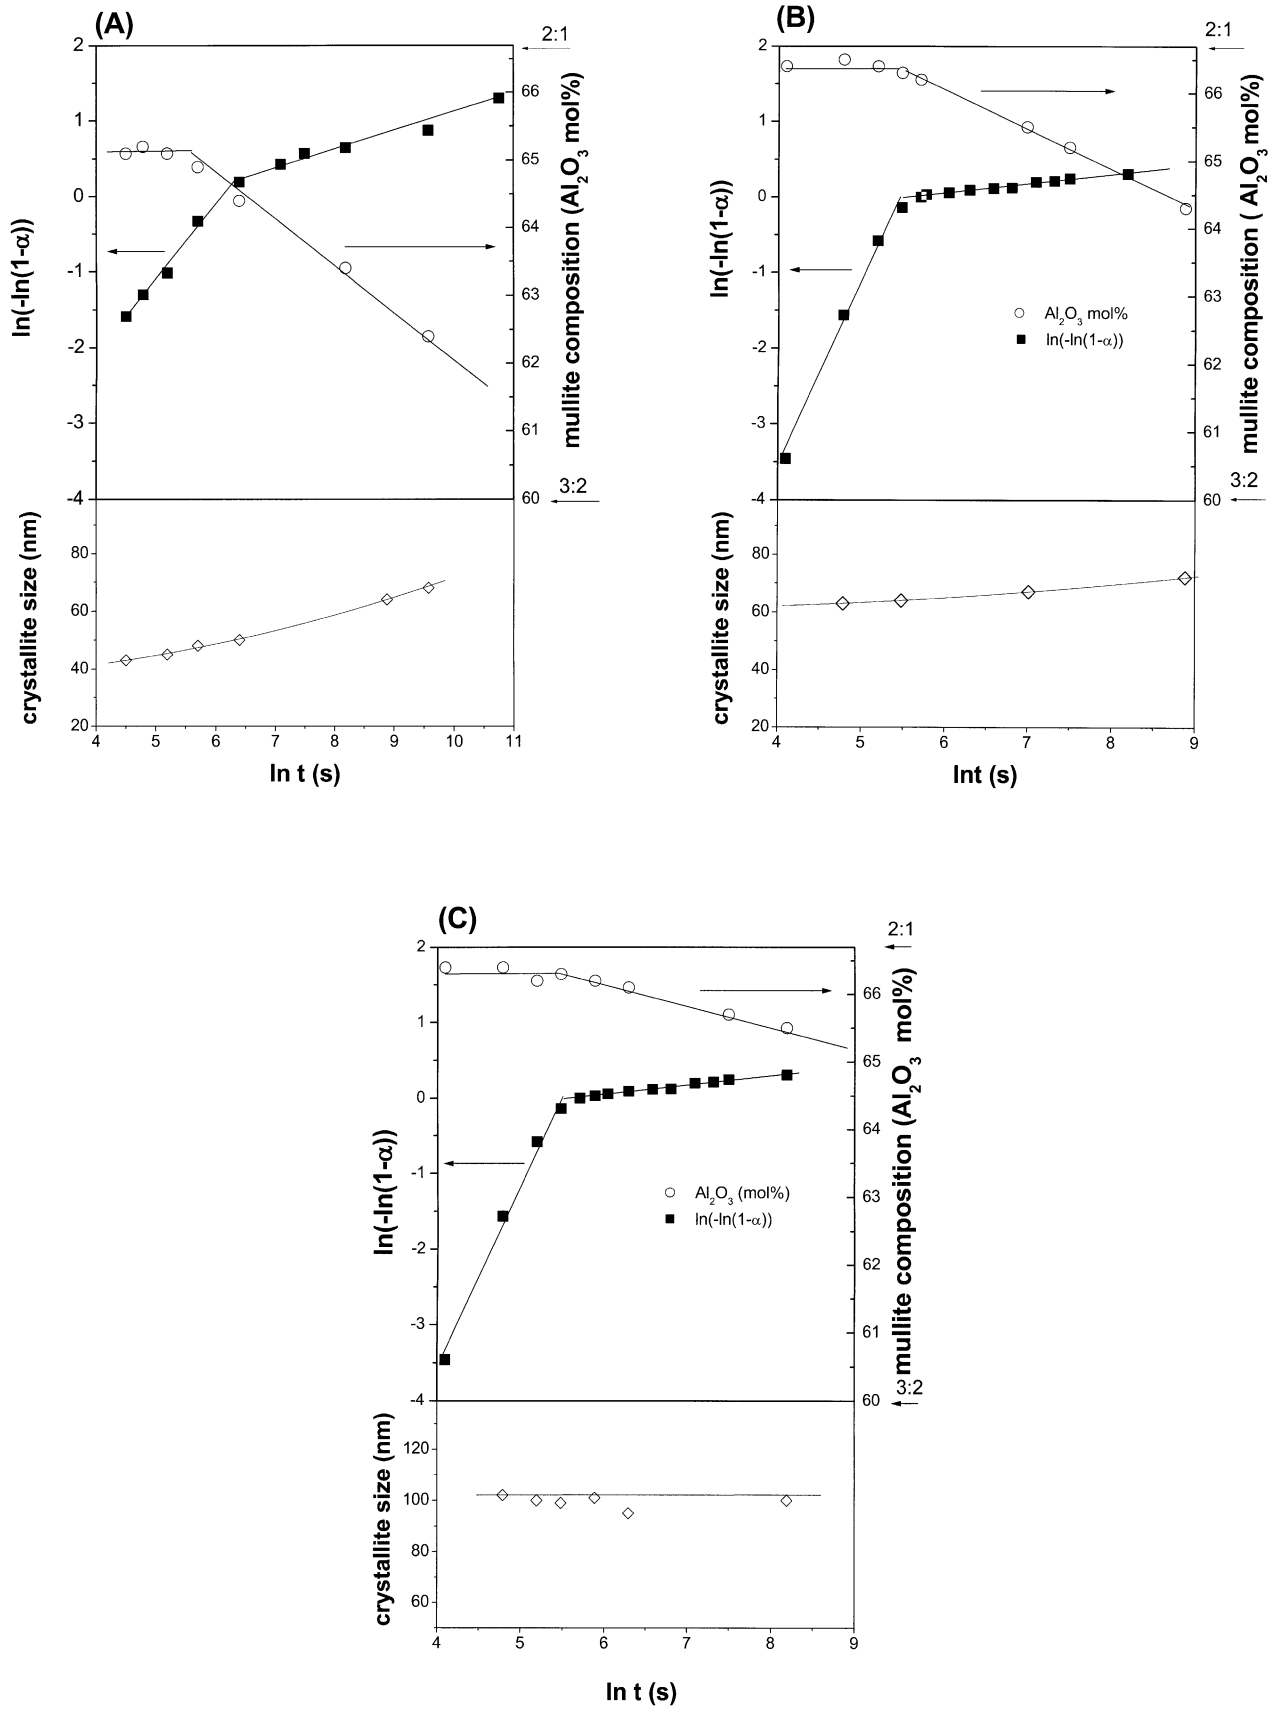 (A)
2:1
2
1
0
-1
-2
-3
-4
ln(-ln(1-α))
66
65
64
63
62
61
60
mullite composition (Al2O3 mol%)
3:2
80
60
40
20
crystallite size (nm)
4 5 6 7 8 9 10 11
ln t (s)
(B)
2:1
2
1
0
-1
-2
-3
-4
ln(-ln(1-α))
Al2O3 mol%
ln(-ln(1-α))
66
65
64
63
62
61
60
mullite composition ( Al2O3 mol%)
3:2
80
60
40
20
crystallite size (nm)
4 5 6 7 8 9
lnt (s)
(C)
2:1
2
1
0
-1
-2
-3
-4
ln(-ln(1-α))
Al2O3 (mol%)
ln(-ln(1-α))
66
65
64
63
62
61
60
mullite composition (Al2O3 mol%)
3:2
120
100
80
60
crystallite size (nm)
4 5 6 7 8 9
ln t (s)